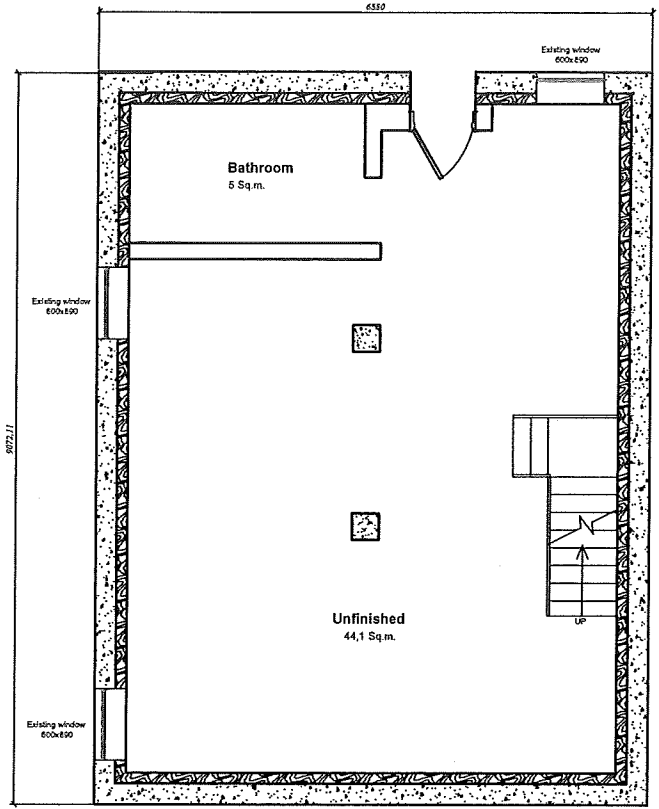 6550
Existing window
600x890
Bathroom
5 Sq.m.
Existing window
600x890
9072,11
Unfinished
44,1 Sq.m.
UP
Existing window
600x890